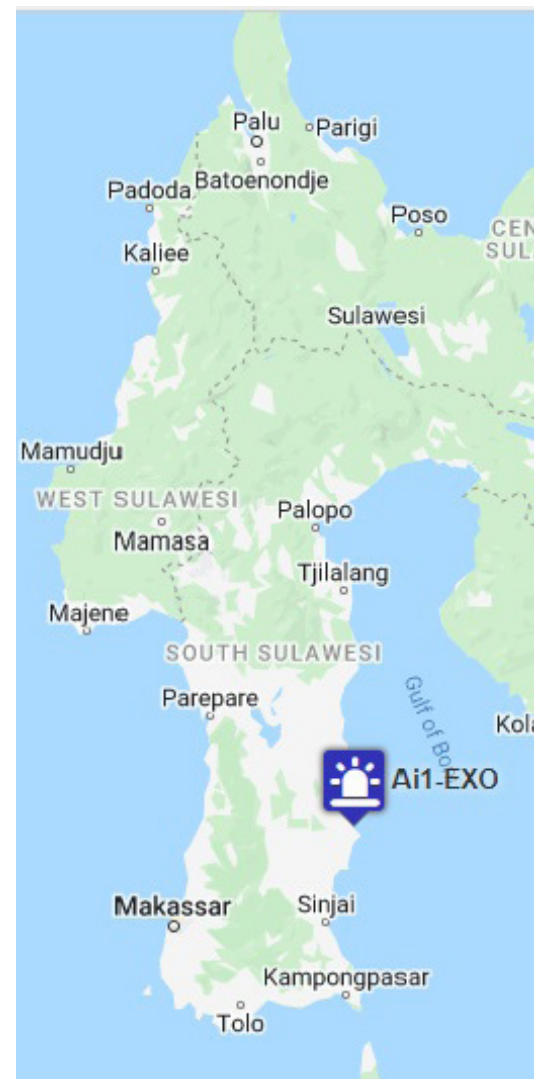 Palu
Parigi
Batoenondje
Padoda
Poso
CEN
SUL
Kaliee
Sulawesi
Mamudju
WEST SULAWESI
Palopo
Mamasa
Tjilalang
Majene
SOUTH SULAWESI
Parepare
Gulf of Bo
Kola
Ai1-EXO
Makassar
Sinjai
Kampongpasar
Tolo